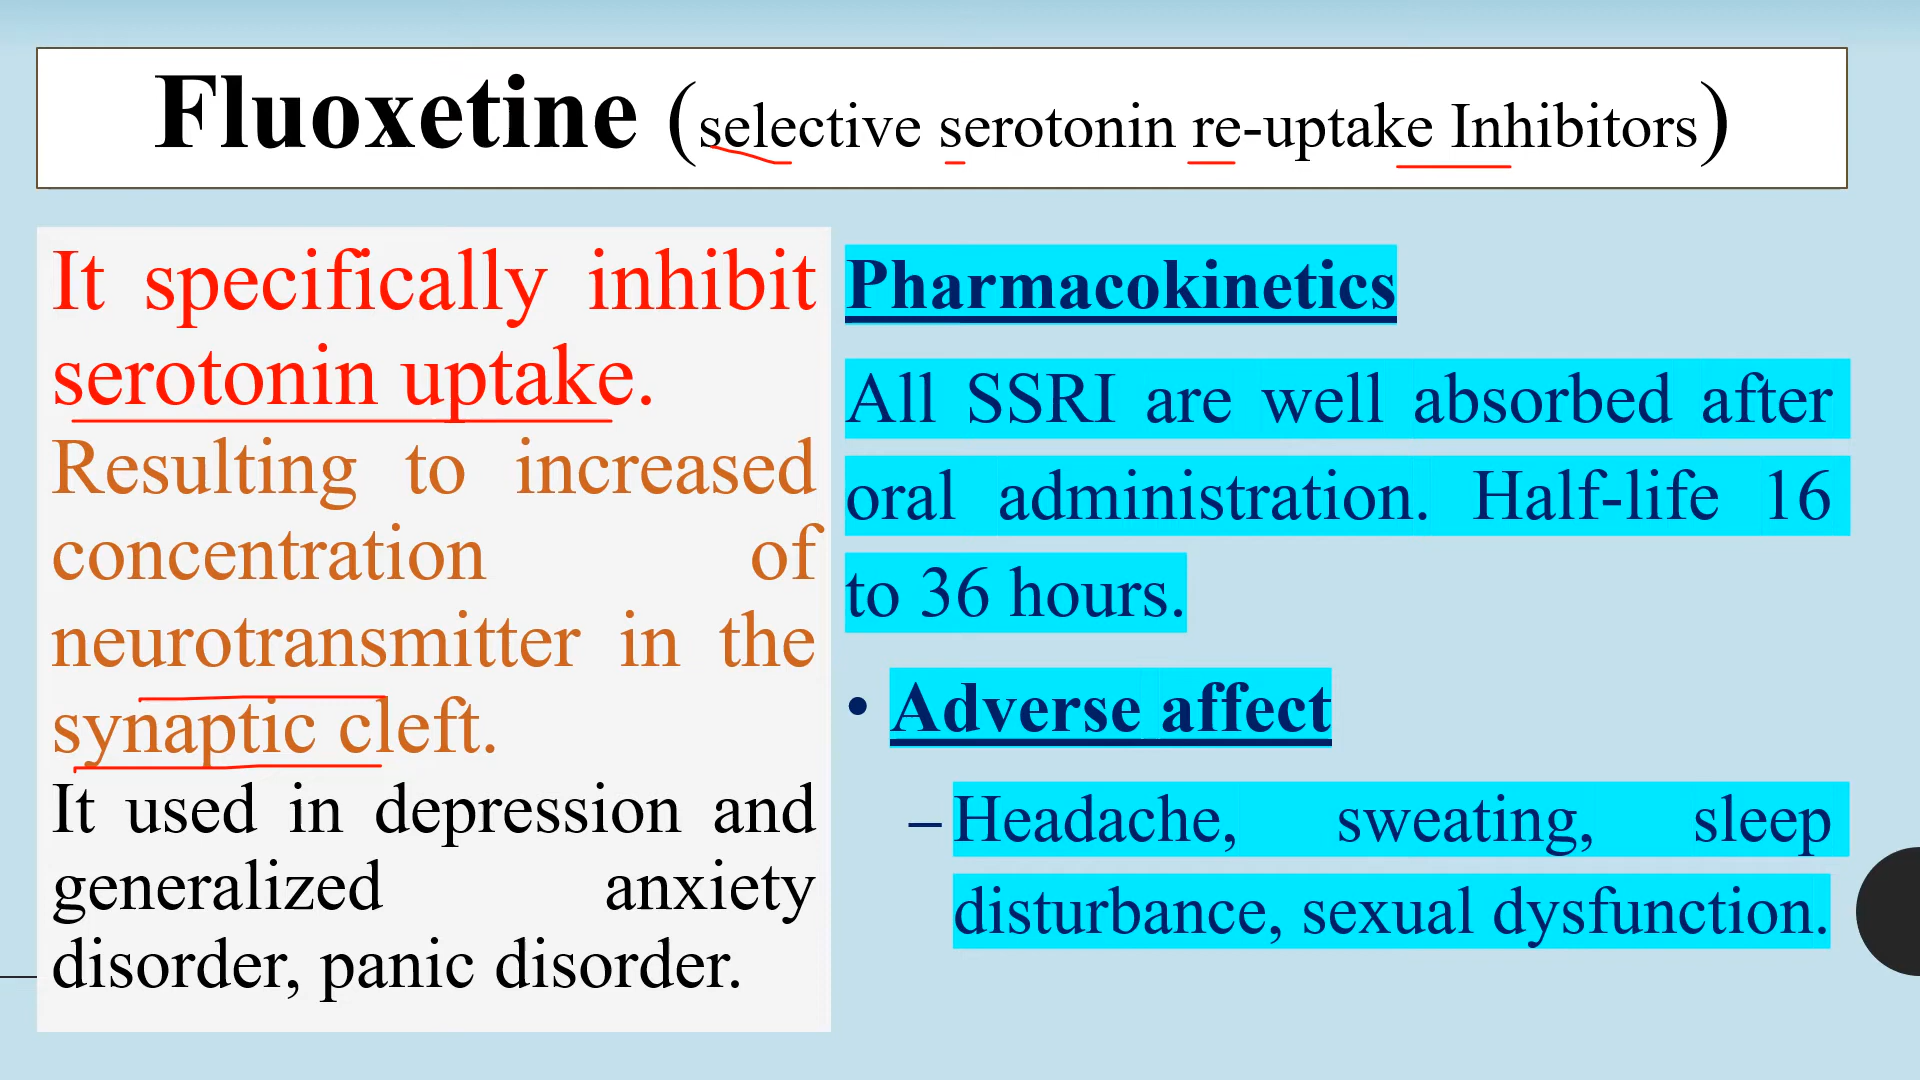 Fluoxetine (selective serotonin re-uptake Inhibitors)
It specifically inhibit
serotonin uptake.
Resulting to increased
concentration of
neurotransmitter in the
synaptic cleft.
It used in depression and
generalized anxiety
disorder, panic disorder.
Pharmacokinetics
All SSRI are well absorbed after
oral administration. Half-life 16
to 36 hours.
• Adverse affect
– Headache, sweating, sleep
disturbance, sexual dysfunction.